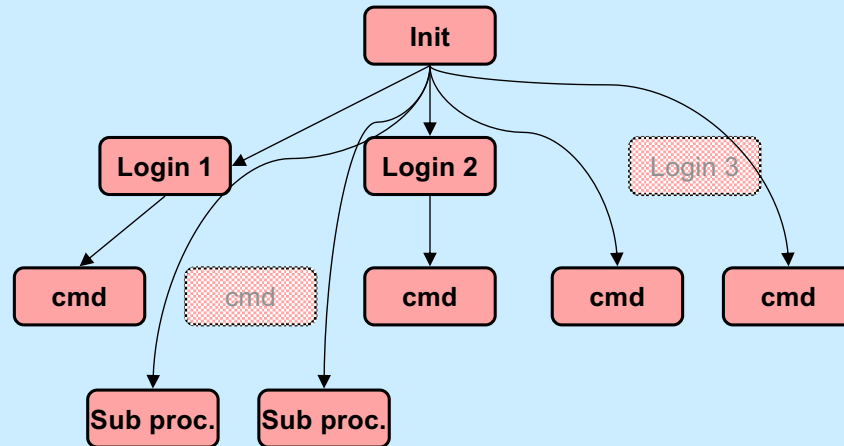 Init
Login 1
Login 2
Login 3
cmd
cmd
cmd
cmd
cmd
Sub proc.
Sub proc.